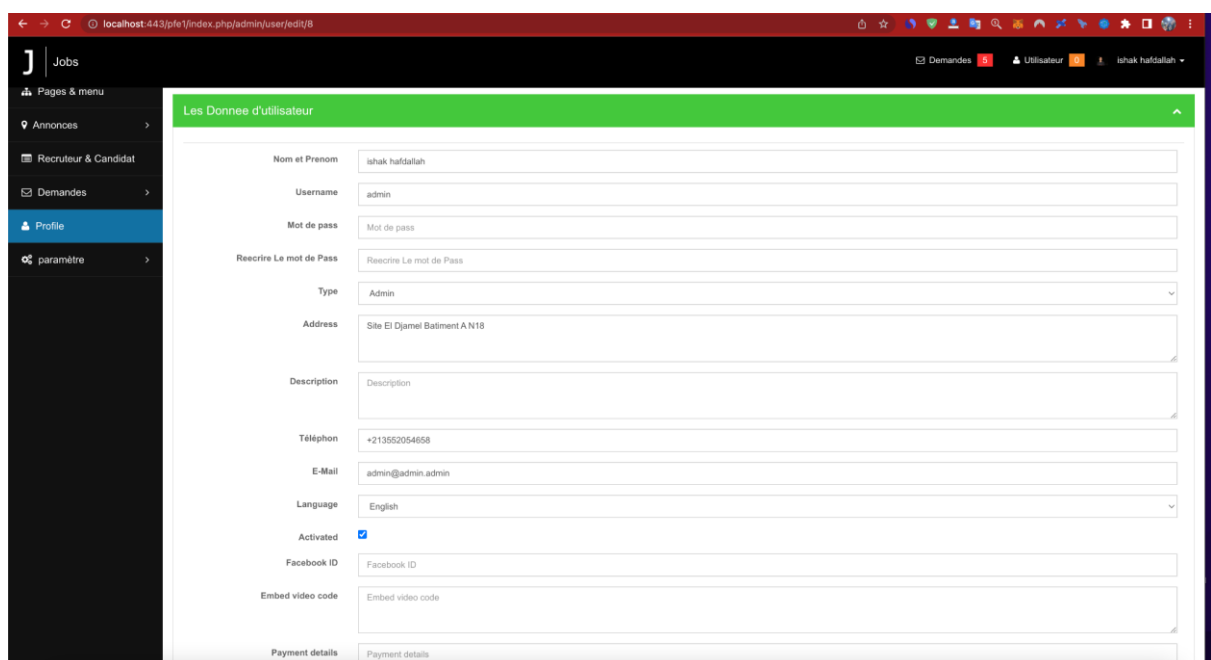 localhost:443/pfe1/index.php/admin/user/edit/8
J Jobs
Demandes 5 Utilisateur 0 ishak hafdallah
Pages & menu
Annonces
Recruteur & Candidat
Demandes
Profile
paramètre
Les Donnee d'utilisateur
Nom et Prenom ishak hafdallah
Username admin
Mot de pass Mot de pass
Reecrire Le mot de Pass Reecrire Le mot de Pass
Type Admin
Address Site El Djamel Batiment A N18
Description Description
Téléphon +213552054658
E-Mail admin@admin.admin
Language English
Activated
Facebook ID Facebook ID
Embed video code Embed video code
Payment details Payment details